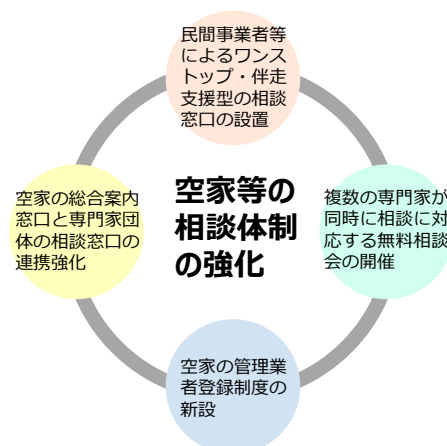 民間事業者等
によるワンス
トップ・伴走
支援型の相談
窓口の設置
空家の総合案内
窓口と専門家団
体の相談窓口の
連携強化
空家等の
相談体制
の強化
複数の専門家が
同時に相談に対
応する無料相談
会の開催
空家の管理業
者登録制度の
新設